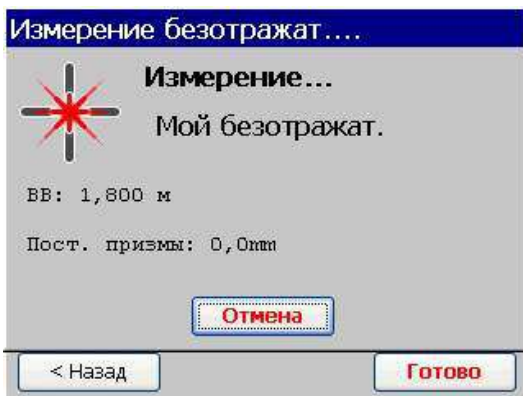 Измерение безотражат....
Измерение...
Мой безотражат.
ВВ: 1,800 м
Пост. призмы: 0,0mm
Отмена
< Назад
Готово